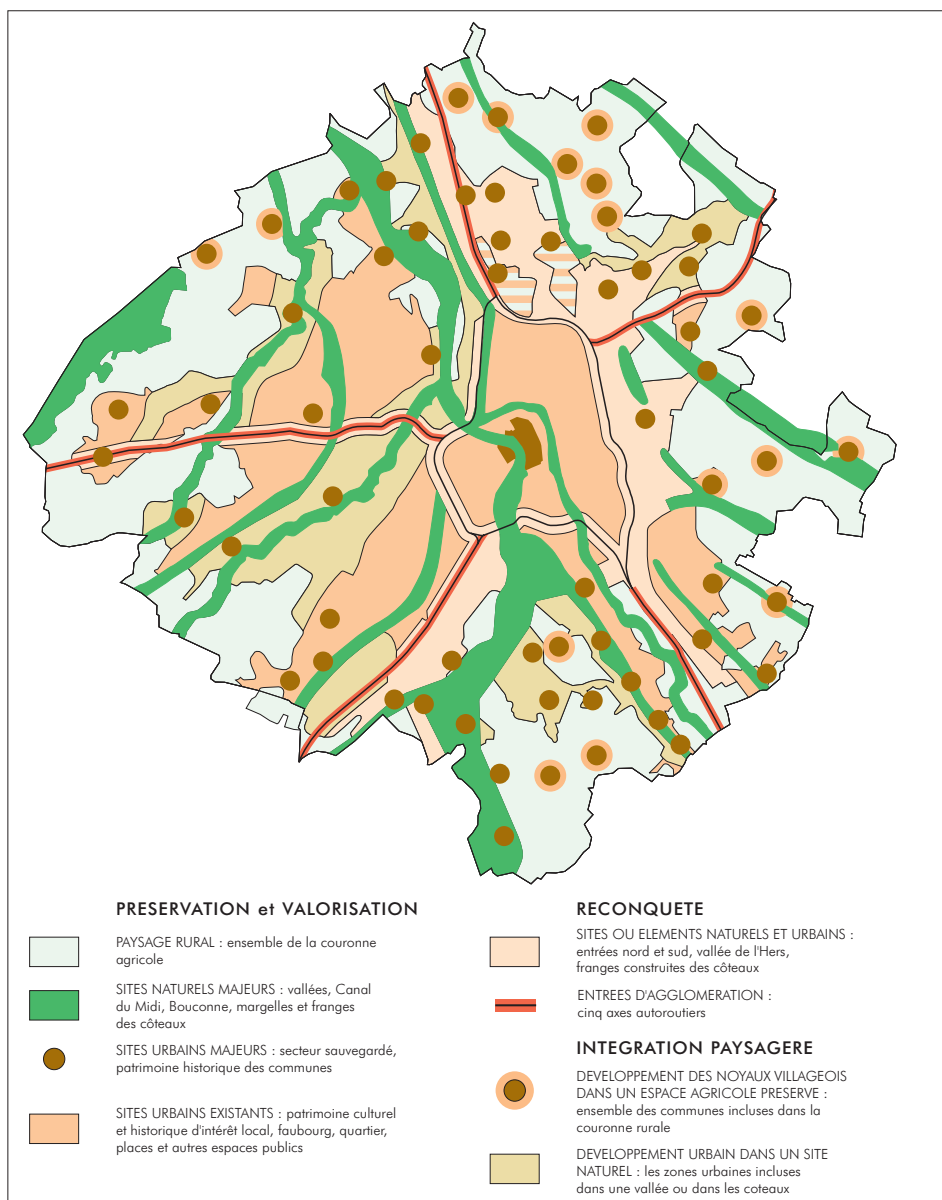 PRESERVATION et VALORISATION
PAYSAGE RURAL : ensemble de la couronne
agricole
SITES NATURELS MAJEURS : vallées, Canal
du Midi, Bouconne, margelles et franges
des côteaux
SITES URBAINS MAJEURS : secteur sauvegardé,
patrimoine historique des communes
SITES URBAINS EXISTANTS : patrimoine culturel
et historique d'intérêt local, faubourg, quartier,
places et autres espaces publics
RECONQUETE
SITES OU ELEMENTS NATURELS ET URBAINS :
entrées nord et sud, vallée de l'Hers,
franges construites des côteaux
ENTREES D'AGGLOMERATION :
cinq axes autoroutiers
INTEGRATION PAYSAGERE
DEVELOPPEMENT DES NOYAUX VILLAGEOIS
DANS UN ESPACE AGRICOLE PRESERVE :
ensemble des communes incluses dans la
couronne rurale
DEVELOPPEMENT URBAIN DANS UN SITE
NATUREL : les zones urbaines incluses
dans une vallée ou dans les coteaux